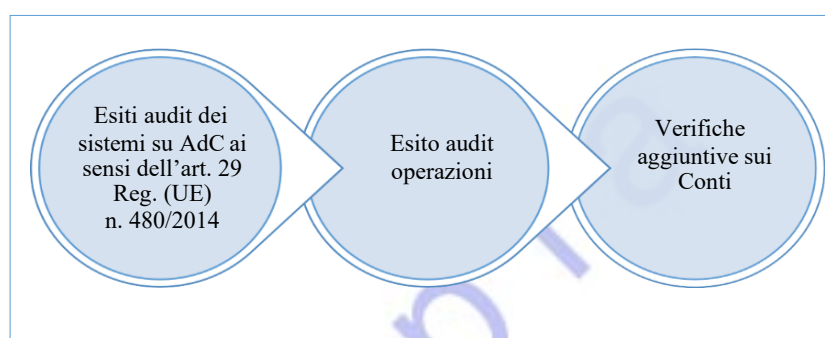 Esiti audit dei
sistemi su AdC ai
sensi dell’art. 29
Reg. (UE)
n. 480/2014
Esito audit
operazioni
Verifiche
aggiuntive sui
Conti